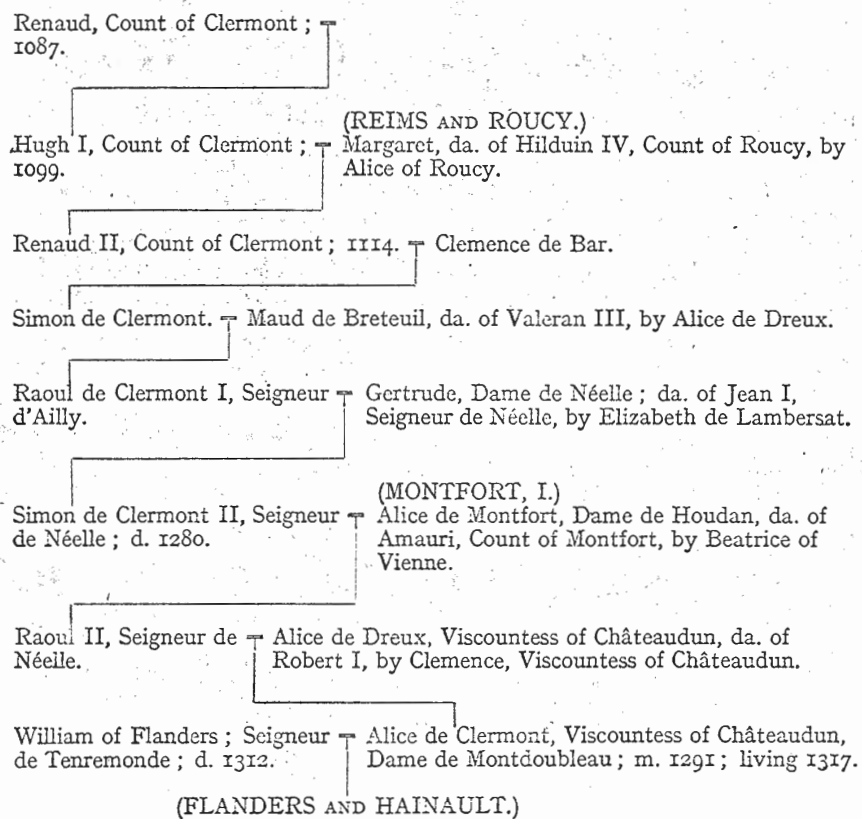 Renaud, Count of Clermont ;
1087.
(REIMS AND ROUCY.)
Hugh I, Count of Clermont ; Margaret, da. of Hilduin IV, Count of Roucy, by
1099. Alice of Roucy.
Renaud II, Count of Clermont ; 1114. Clemence de Bar.
Simon de Clermont. Maud de Breteuil, da. of Valeran III, by Alice de Dreux.
Raoul de Clermont I, Seigneur Gertrude, Dame de Néelle ; da. of Jean I,
d'Ailly. Seigneur de Néelle, by Elizabeth de Lambersat.
(MONTFORT, I.)
Simon de Clermont II, Seigneur Alice de Montfort, Dame de Houdan, da. of
de Néelle ; d. 1280. Amauri, Count of Montfort, by Beatrice of
Vienne.
Raoul II, Seigneur de Alice de Dreux, Viscountess of Châteaudun, da. of
Néelle. Robert I, by Clemence, Viscountess of Châteaudun.
William of Flanders ; Seigneur Alice de Clermont, Viscountess of Châteaudun,
de Tenremonde ; d. 1312. Dame de Montdoubleau ; m. 1291 ; living 1317.
(FLANDERS AND HAINAULT.)